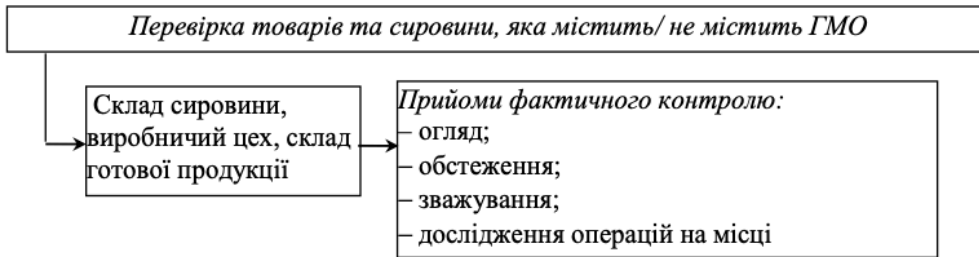 Перевірка товарів та сировини, яка містить/ не містить ГМО
Склад сировини,
виробничий цех, склад
готової продукції
Прийоми фактичного контролю:
– огляд;
– обстеження;
– зважування;
– дослідження операцій на місці